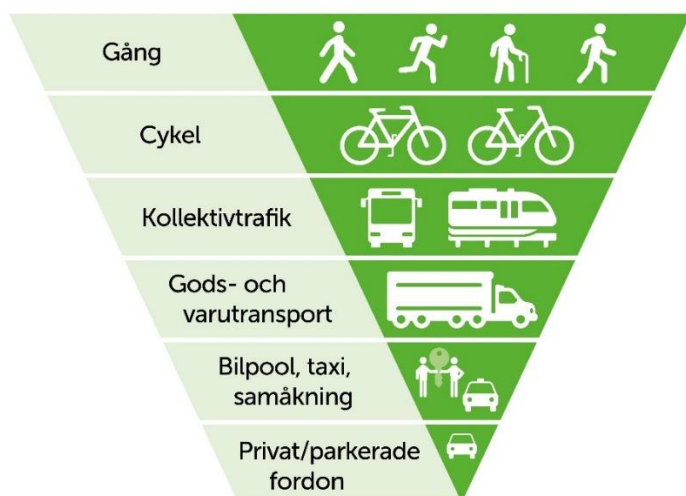 Gång
Cykel
Kollektivtrafik
Gods- och
varutransport
Bilpool, taxi,
samåkning
Privat/parkerade
fordon